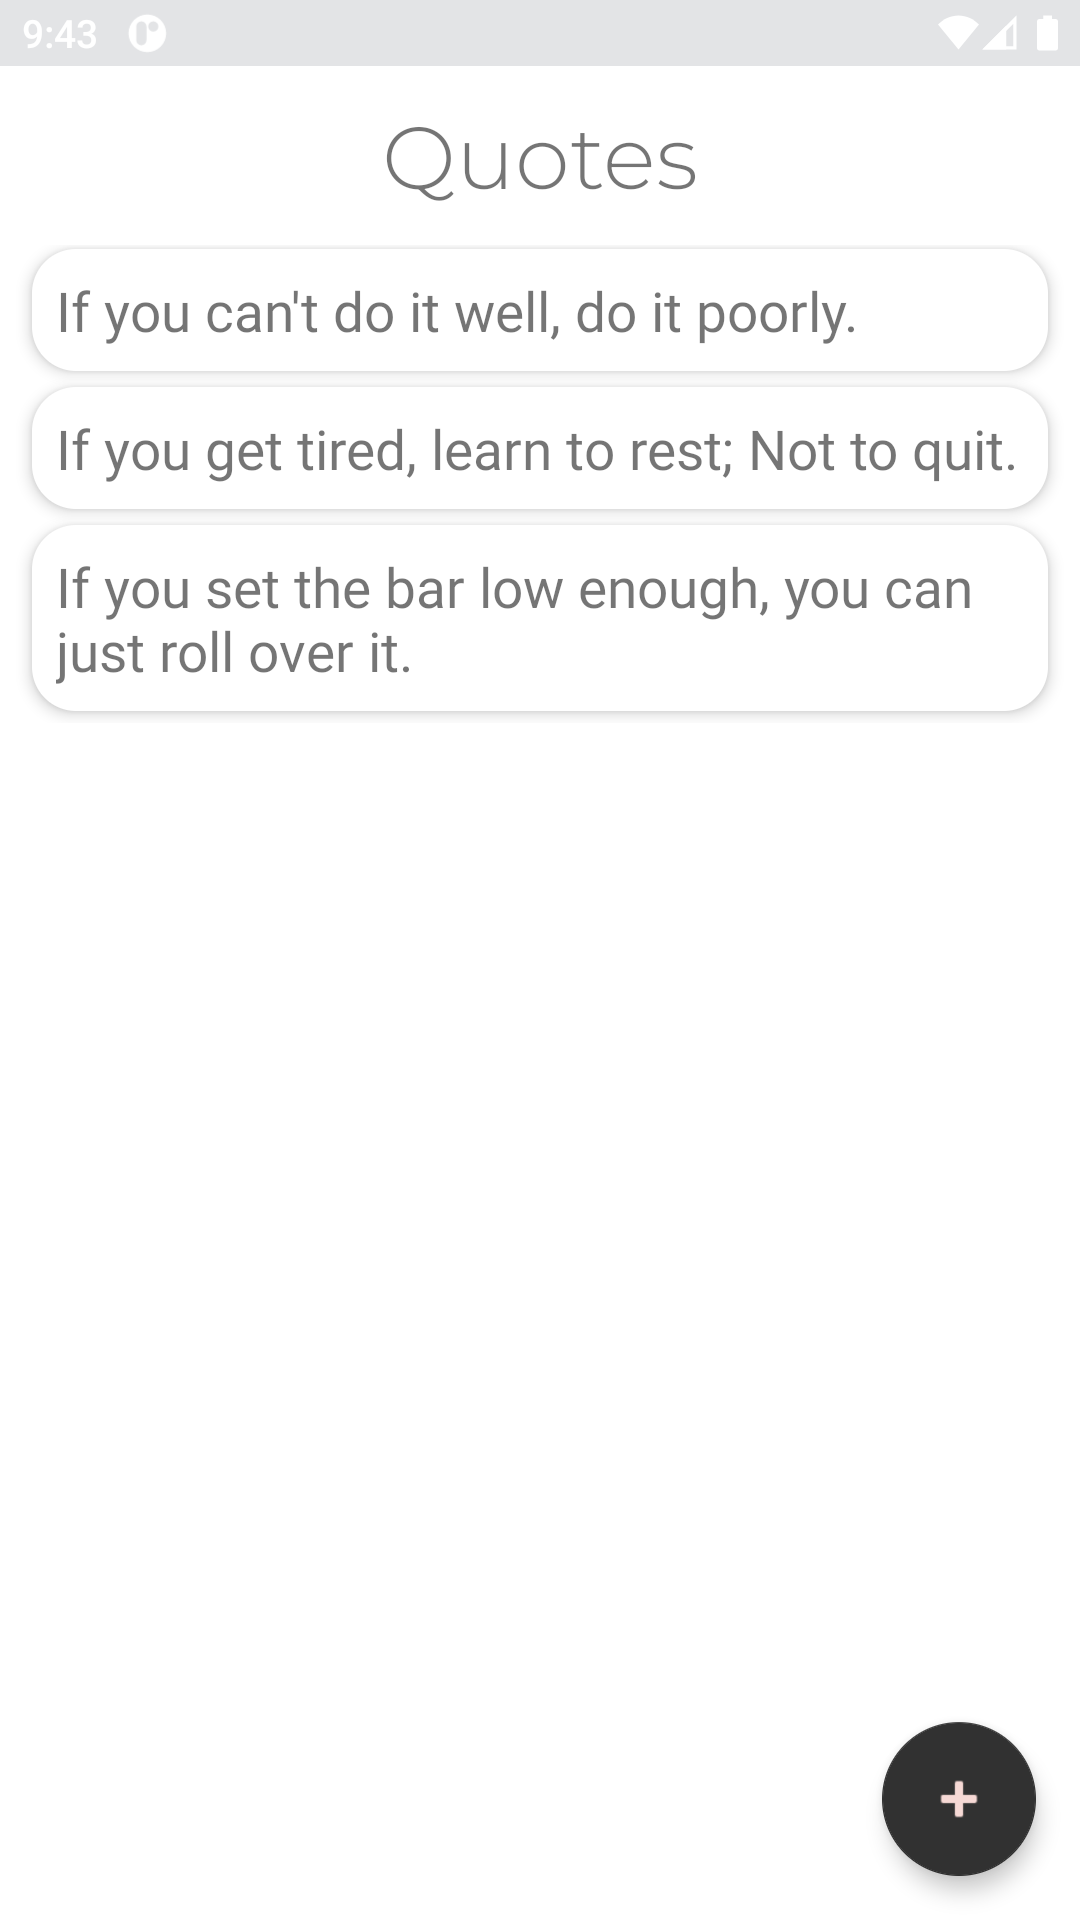 9:43
Quotes
If you can't do it well, do it poorly.
If you get tired, learn to rest; Not to quit.
If you set the bar low enough, you can
just roll over it.